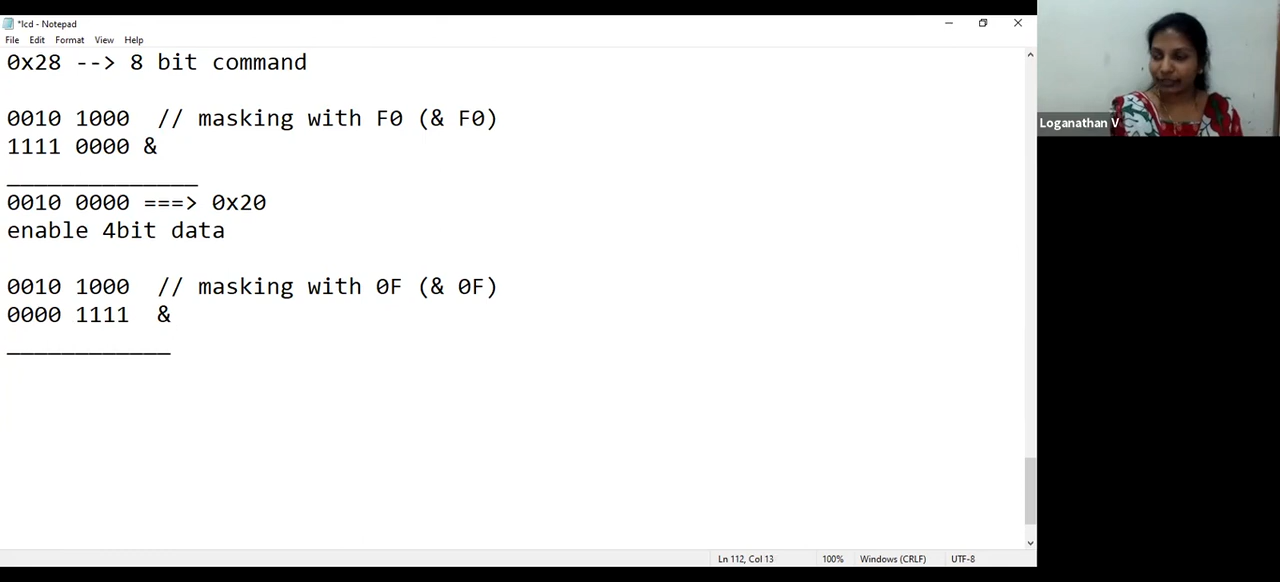 *lcd - Notepad
File Edit Format View Help
0x28 --> 8 bit command
0010 1000 // masking with F0 (& F0)
1111 0000 &
______________
0010 0000 ===> 0x20
enable 4bit data
0010 1000 // masking with 0F (& 0F)
0000 1111 &
____________
Ln 112, Col 13 100% Windows (CRLF) UTF-8
Loganathan V